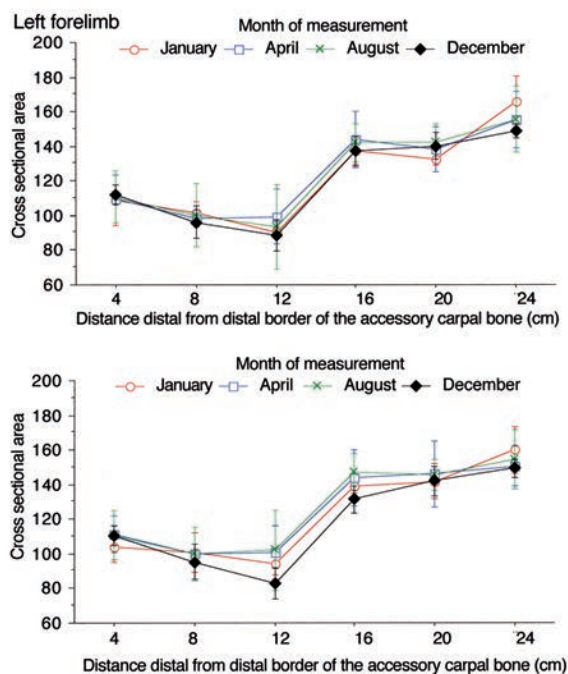 Left forelimb
Month of measurement
January April August December
Cross sectional area
200
180
160
140
120
100
80
60
4 8 12 16 20 24
Distance distal from distal border of the accessory carpal bone (cm)
Month of measurement
January April August December
Cross sectional area
200
180
160
140
120
100
80
60
4 8 12 16 20 24
Distance distal from distal border of the accessory carpal bone (cm)